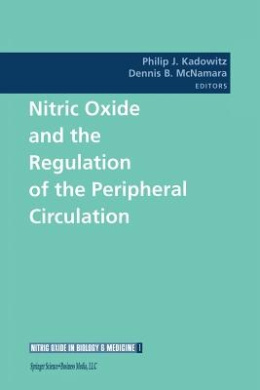 Philip J. Kadowitz
Dennis B. McNamara
EDITORS
Nitric Oxide
and the
Regulation
of the Peripheral
Circulation
NITRIC OXIDE IN BIOLOGY & MEDICINE 1
Springer Science+Business Media, LLC